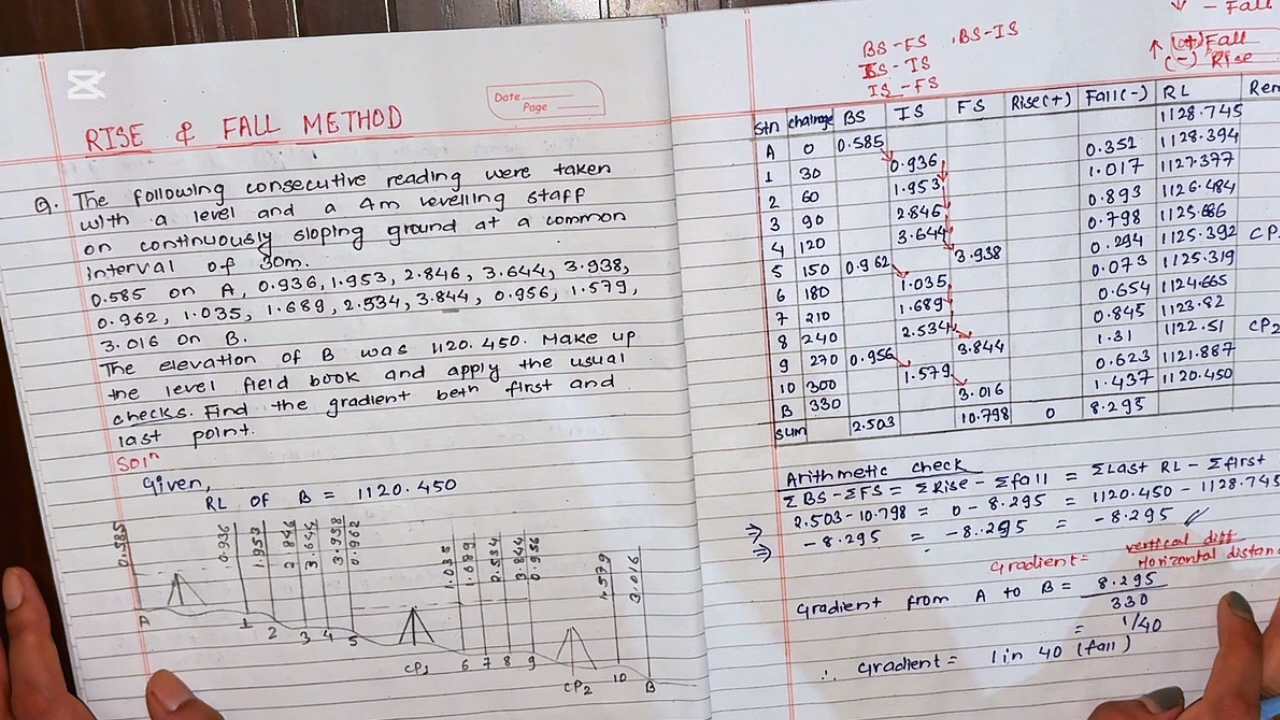 RISE & FALL METHOD
Date
Page
Q. The following consecutive reading were taken
with a level and a 4m levelling staff
on continuously sloping ground at a common
interval of 30m.
0.585 on A, 0.936, 1.953, 2.846, 3.644, 3.938,
0.962, 1.035, 1.689, 2.534, 3.844, 0.956, 1.579,
3.016 on B.
The elevation of B was 1120.450. Make up
the level field book and apply the usual
checks. Find the gradient betn first and
last point.
Solⁿ
Given,
RL OF B = 1120.450
0.585 0.936 1.953 2.846 3.644 3.938 0.962 1.035 1.689 2.534 3.844 0.956 1.579 3.016
A 1 2 3 4 5 CP1 6 7 8 9 CP2 10 B
↓ - Fall
BS-FS , BS-IS
IS - IS
IS - FS
↑ (+) Fall
(-) Rise
Stn chainage BS IS FS Rise(+) Fall(-) RL Rem
A 0 0.585 1128.745
1 30 0.936 0.351 1128.394
2 60 1.953 1.017 1127.377
3 90 2.846 0.893 1126.484
4 120 3.644 0.798 1125.686
5 150 0.962 3.938 0.294 1125.392 CP
6 180 1.035 0.073 1125.319
7 210 1.689 0.654 1124.665
8 240 2.534 0.845 1123.82
9 270 0.956 3.844 1.31 1122.51 CP2
10 300 1.579 0.623 1121.887
B 330 3.016 1.437 1120.450
sum 2.503 10.798 0 8.295
Arithmetic check
ΣBS-ΣFS = ΣRise - Σfall = ΣLast RL - Σfirst
⇒ 2.503-10.798 = 0 - 8.295 = 1120.450 - 1128.745
⇒ -8.295 = -8.295 = -8.295
Gradient = vertical diff
Horizontal distan
Gradient from A to B = 8.295
330
= 1/40
∴ Gradient = 1 in 40 (fall)